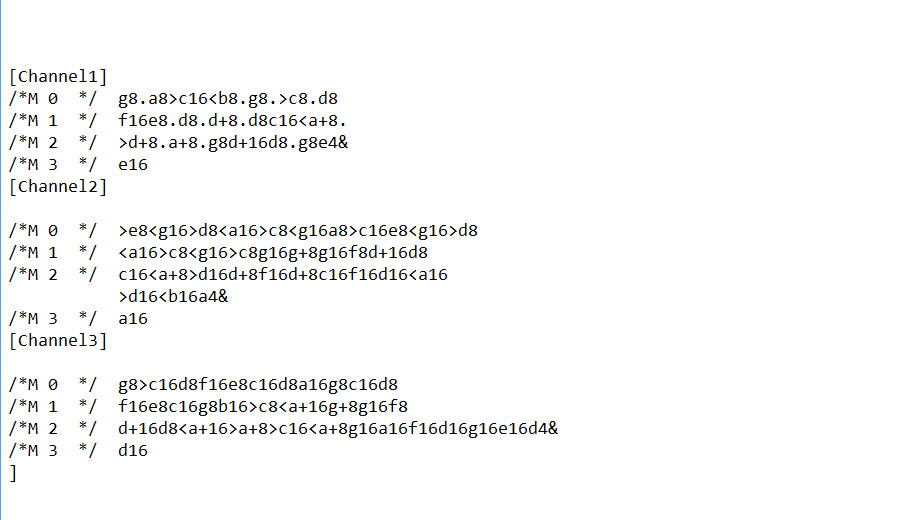 [Channel1]
/*M 0  */  g8.a8>c16<b8.g8.>c8.d8
/*M 1  */  f16e8.d8.d+8.d8c16<a+8.
/*M 2  */  >d+8.a+8.g8d+16d8.g8e4&
/*M 3  */  e16
[Channel2]
/*M 0  */  >e8<g16>d8<a16>c8<g16a8>c16e8<g16>d8
/*M 1  */  <a16>c8<g16>c8g16g+8g16f8d+16d8
/*M 2  */  c16<a+8>d16d+8f16d+8c16f16d16<a16
>d16<b16a4&
/*M 3  */  a16
[Channel3]
/*M 0  */  g8>c16d8f16e8c16d8a16g8c16d8
/*M 1  */  f16e8c16g8b16>c8<a+16g+8g16f8
/*M 2  */  d+16d8<a+16>a+8>c16<a+8g16a16f16d16g16e16d4&
/*M 3  */  d16
]